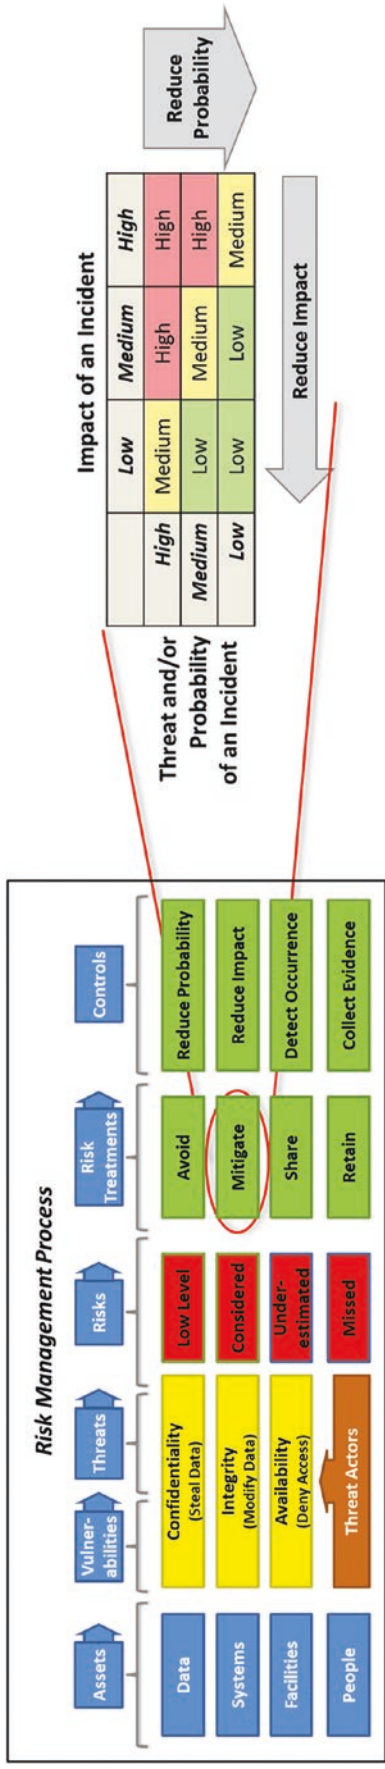 Risk Management Process
Assets
Vulner-
abilities
Threats
Risks
Risk
Treatments
Controls
Data
Systems
Facilities
People
Confidentiality
(Steal Data)
Integrity
(Modify Data)
Availability
(Deny Access)
Threat Actors
Low Level
Considered
Under-
estimated
Missed
Avoid
Mitigate
Share
Retain
Reduce Probability
Reduce Impact
Detect Occurrence
Collect Evidence
Impact of an Incident
Threat and/or
Probability
of an Incident
Low Medium High
High Medium High High
Medium Low Medium High
Low Low Low Medium
Reduce
Probability
Reduce Impact